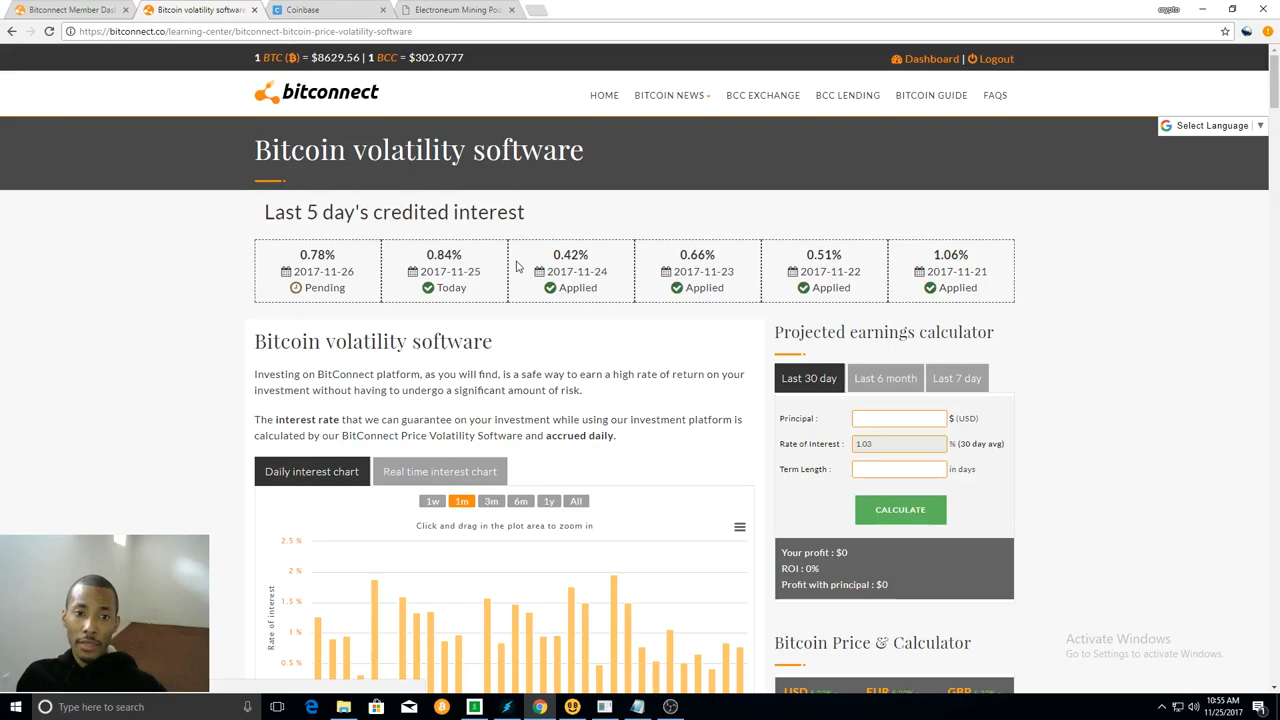 Bitconnect Member Das
Bitcoin volatility software
Coinbase
Electroneum Mining Poo
crypto
https://bitconnect.co/learning-center/bitconnect-bitcoin-price-volatility-software
1 BTC (₿) = $8629.56 | 1 BCC = $302.0777
Dashboard | Logout
bitconnect
HOME BITCOIN NEWS BCC EXCHANGE BCC LENDING BITCOIN GUIDE FAQS
Select Language
Bitcoin volatility software
Last 5 day's credited interest
0.78% 0.84% 0.42% 0.66% 0.51% 1.06%
2017-11-26 2017-11-25 2017-11-24 2017-11-23 2017-11-22 2017-11-21
Pending Today Applied Applied Applied Applied
Bitcoin volatility software
Investing on BitConnect platform, as you will find, is a safe way to earn a high rate of return on your
investment without having to undergo a significant amount of risk.
The interest rate that we can guarantee on your investment while using our investment platform is
calculated by our BitConnect Price Volatility Software and accrued daily.
Daily interest chart Real time interest chart
1w 1m 3m 6m 1y All
Click and drag in the plot area to zoom in
2.5 %
2 %
1.5 %
1 %
0.5 %
Rate of interest
Projected earnings calculator
Last 30 day Last 6 month Last 7 day
Principal : $ (USD)
Rate of Interest : 1.03 % (30 day avg)
Term Length : in days
CALCULATE
Your profit : $0
ROI : 0%
Profit with principal : $0
Bitcoin Price & Calculator
USD EUR GBP
Activate Windows
Go to Settings to activate Windows.
Type here to search
10:55 AM
11/25/2017